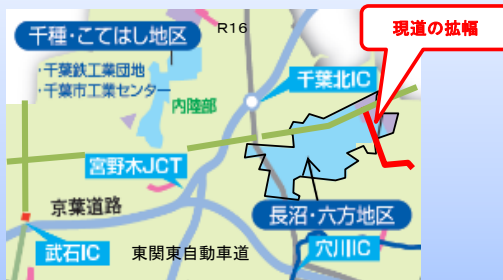 千種・こてはし地区
・千葉鉄工業団地
・千葉市工業センター
R16
現道の拡幅
千葉北IC
内陸部
宮野木JCT
京葉道路
長沼・六方地区
武石IC
東関東自動車道
穴川IC